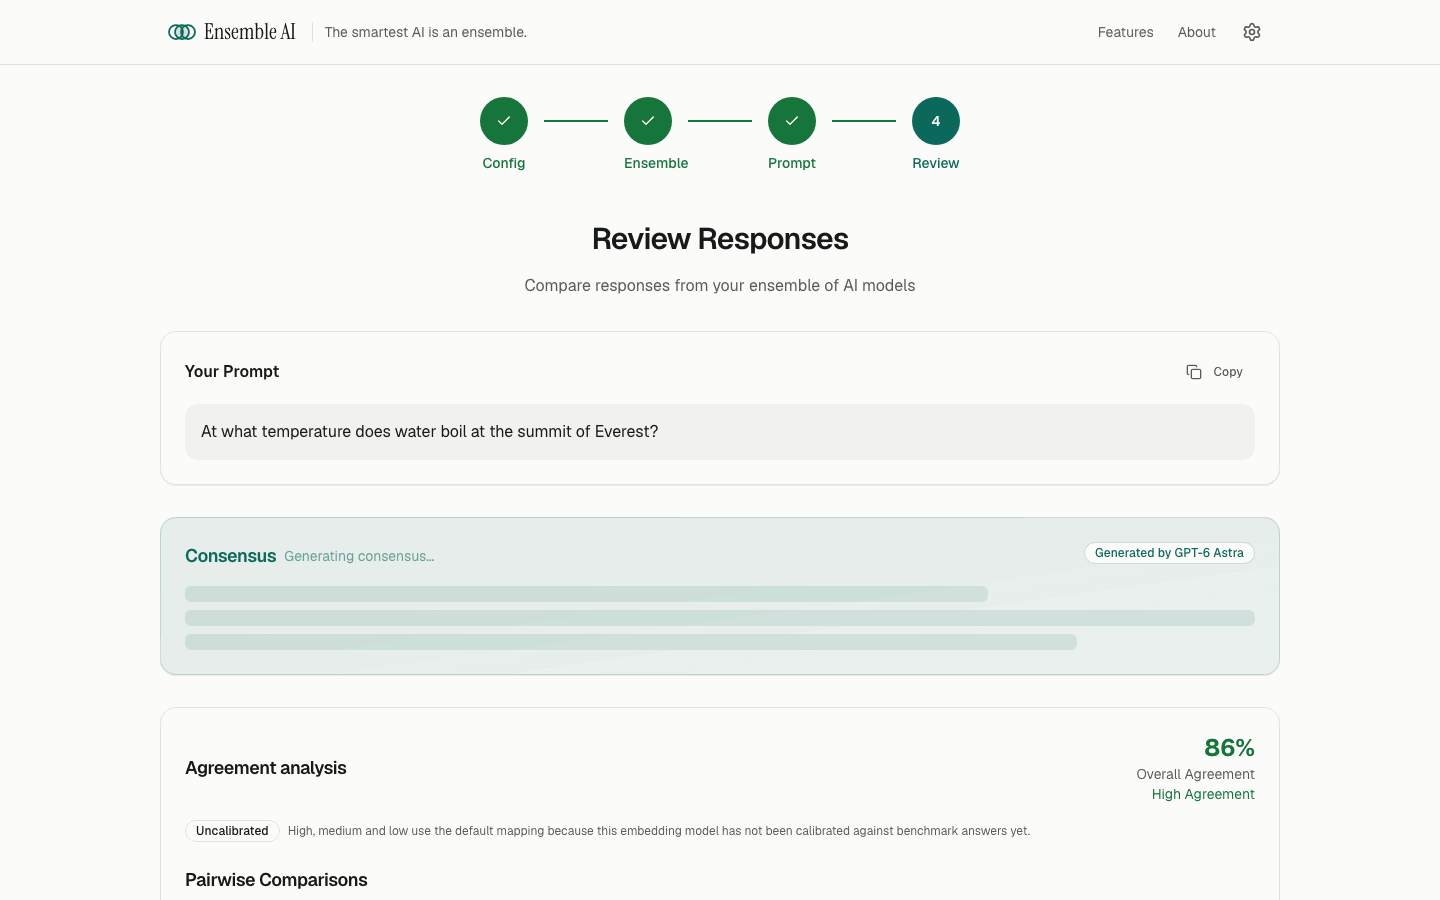 Ensemble AI
The smartest AI is an ensemble.
Features
About
4
Config
Ensemble
Prompt
Review
Review Responses
Compare responses from your ensemble of AI models
Your Prompt
Copy
At what temperature does water boil at the summit of Everest?
Consensus
Generating consensus...
Generated by GPT-6 Astra
86%
Agreement analysis
Overall Agreement
High Agreement
Uncalibrated
High, medium and low use the default mapping because this embedding model has not been calibrated against benchmark answers yet.
Pairwise Comparisons